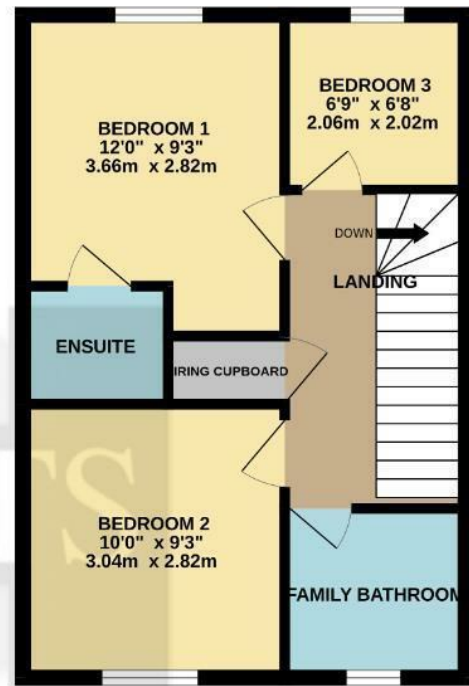 BEDROOM 1
12'0" x 9'3"
3.66m x 2.82m
BEDROOM 3
6'9" x 6'8"
2.06m x 2.02m
DOWN
LANDING
ENSUITE
IRING CUPBOARD
BEDROOM 2
10'0" x 9'3"
3.04m x 2.82m
FAMILY BATHROOM
TS